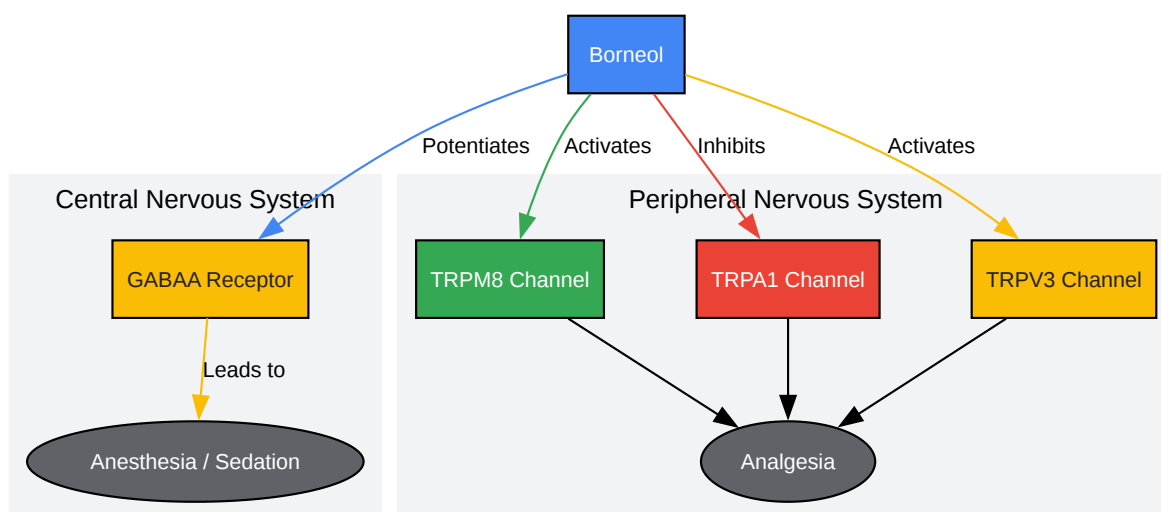 Borneol
Potentiates
Activates
Inhibits
Activates
Central Nervous System
Peripheral Nervous System
GABAA Receptor
TRPM8 Channel
TRPA1 Channel
TRPV3 Channel
Leads to
Anesthesia / Sedation
Analgesia